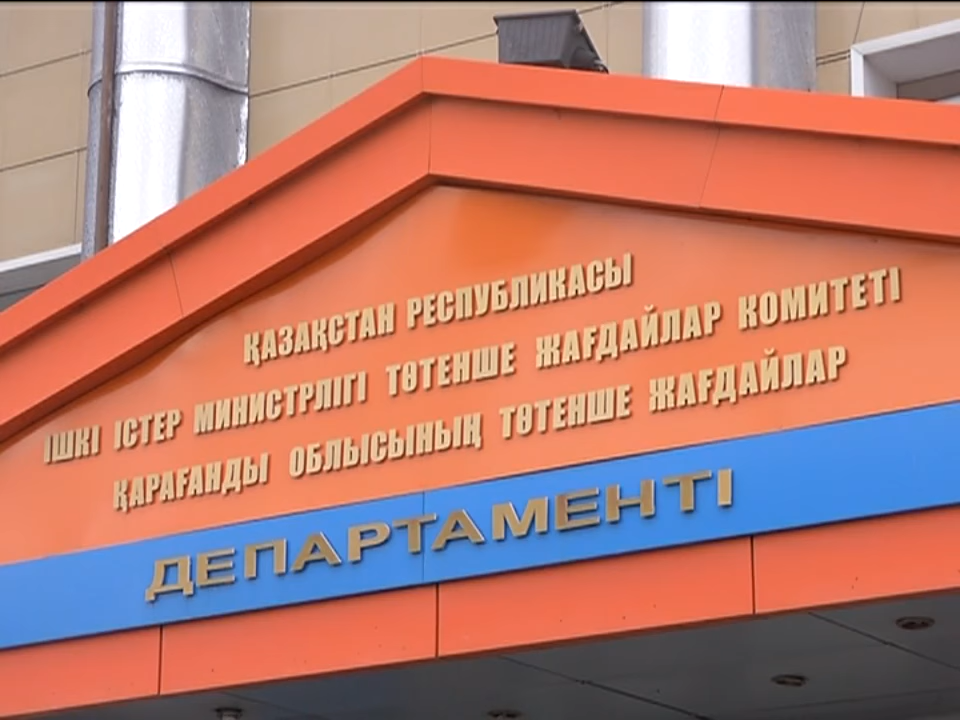 ҚАЗАҚСТАН РЕСПУБЛИКАСЫ
ІШКІ ІСТЕР МИНИСТРЛІГІ ТӨТЕНШЕ ЖАҒДАЙЛАР КОМИТЕТІ
ҚАРАҒАНДЫ ОБЛЫСЫНЫҢ ТӨТЕНШЕ ЖАҒДАЙЛАР
ДЕПАРТАМЕНТІ